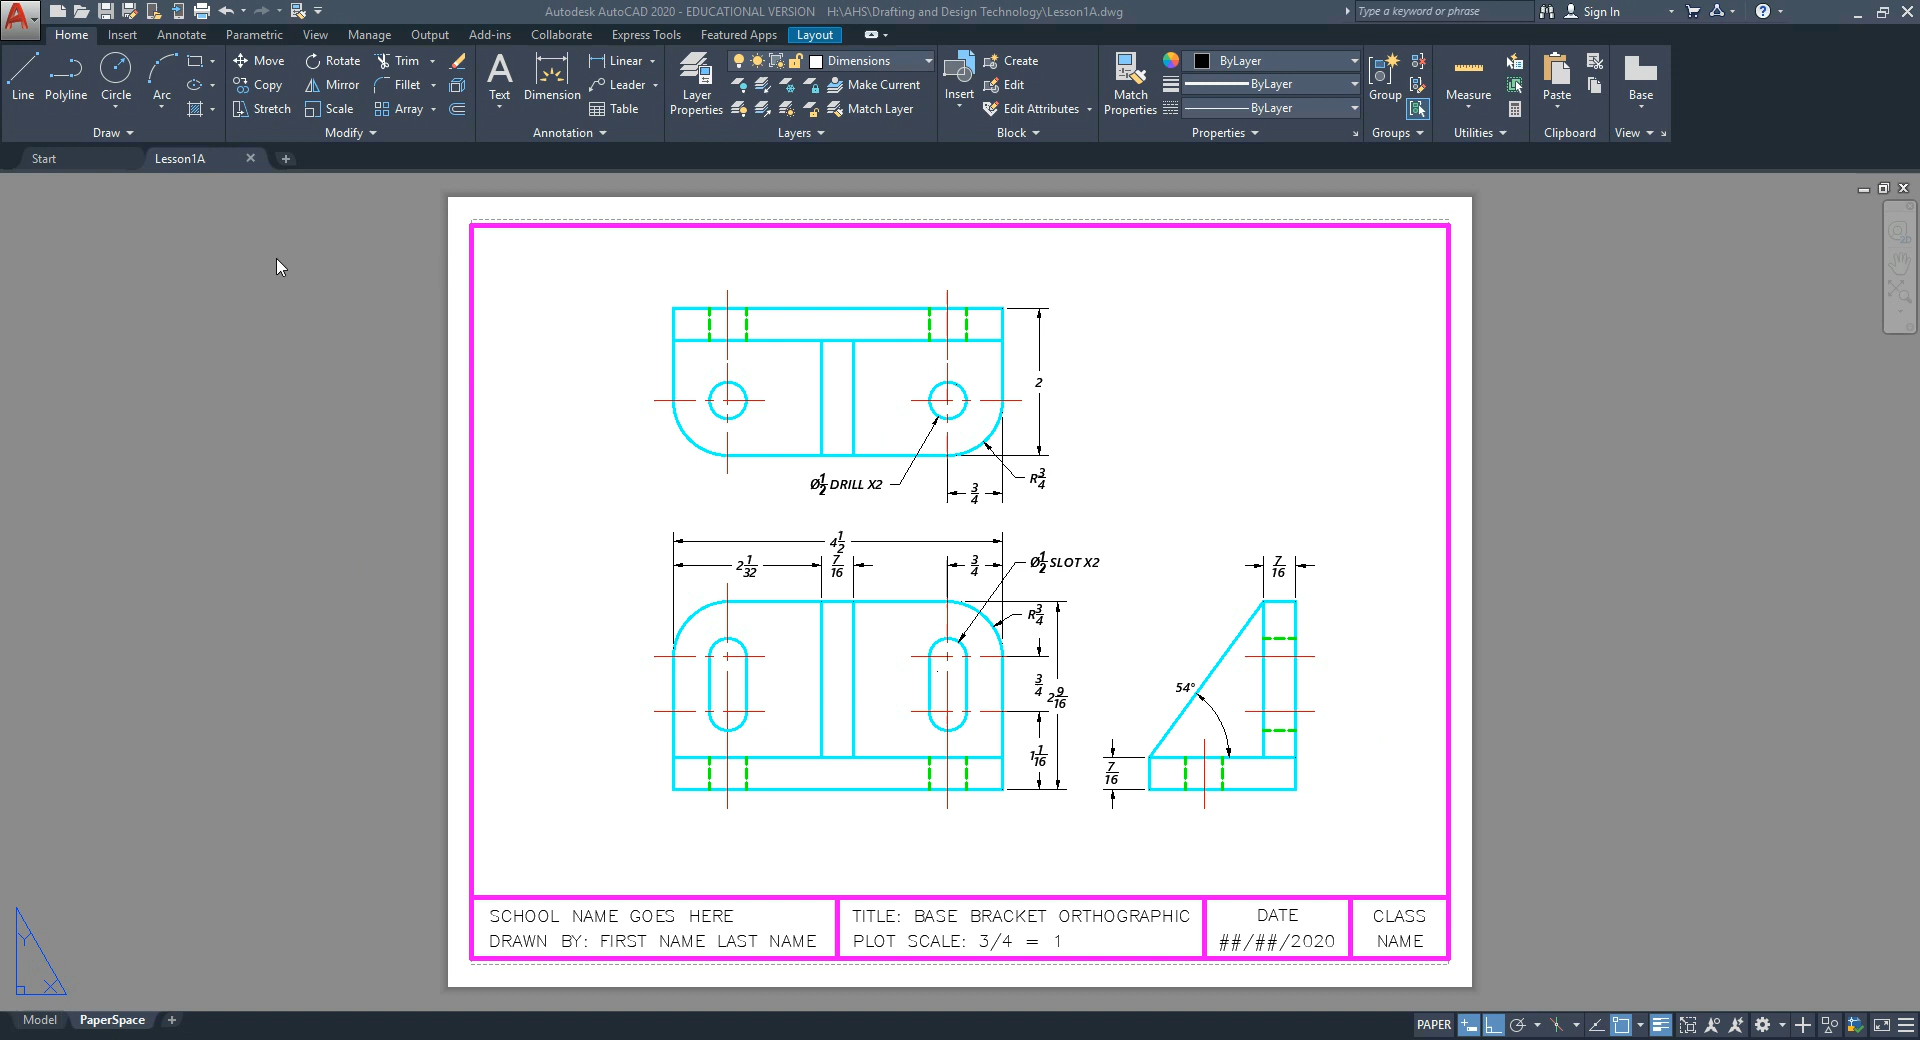 Autodesk AutoCAD 2020 - EDUCATIONAL VERSION H:\AHS\Drafting and Design Technology\Lesson1A.dwg
Type a keyword or phrase
Sign In
Home Insert Annotate Parametric View Manage Output Add-ins Collaborate Express Tools Featured Apps Layout
Line Polyline Circle Arc
Draw
Move Rotate Trim
Copy Mirror Fillet
Stretch Scale Array
Modify
Text Dimension
Linear
Leader
Table
Annotation
Layer Properties
Dimensions
Make Current
Match Layer
Layers
Insert
Create
Edit
Edit Attributes
Block
Match Properties
ByLayer
ByLayer
ByLayer
Properties
Group
Groups
Measure
Utilities
Paste
Clipboard
Base
View
Start Lesson1A
2
Ø1/2 DRILL X2
R3/4
3/4
4 1/2
2 1/32
7/16
3/4
Ø1/2 SLOT X2
R3/4
3/4
2 9/16
1 1/16
7/16
54°
7/16
SCHOOL NAME GOES HERE
DRAWN BY: FIRST NAME LAST NAME
TITLE: BASE BRACKET ORTHOGRAPHIC
PLOT SCALE: 3/4 = 1
DATE
##/##/2020
CLASS
NAME
Y
X
Model PaperSpace
PAPER